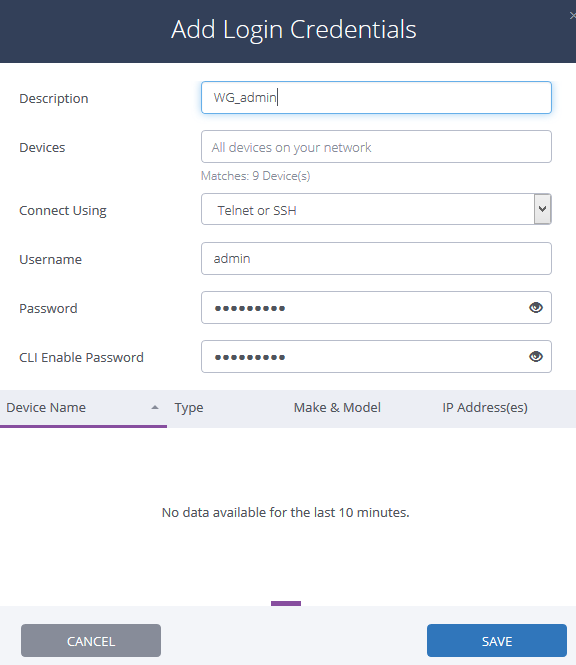 Add Login Credentials
Description
WG_admin
Devices
All devices on your network
Matches: 9 Device(s)
Connect Using
Telnet or SSH
Username
admin
Password
•••••••••
CLI Enable Password
•••••••••
Device Name Type Make & Model IP Address(es)
No data available for the last 10 minutes.
CANCEL SAVE